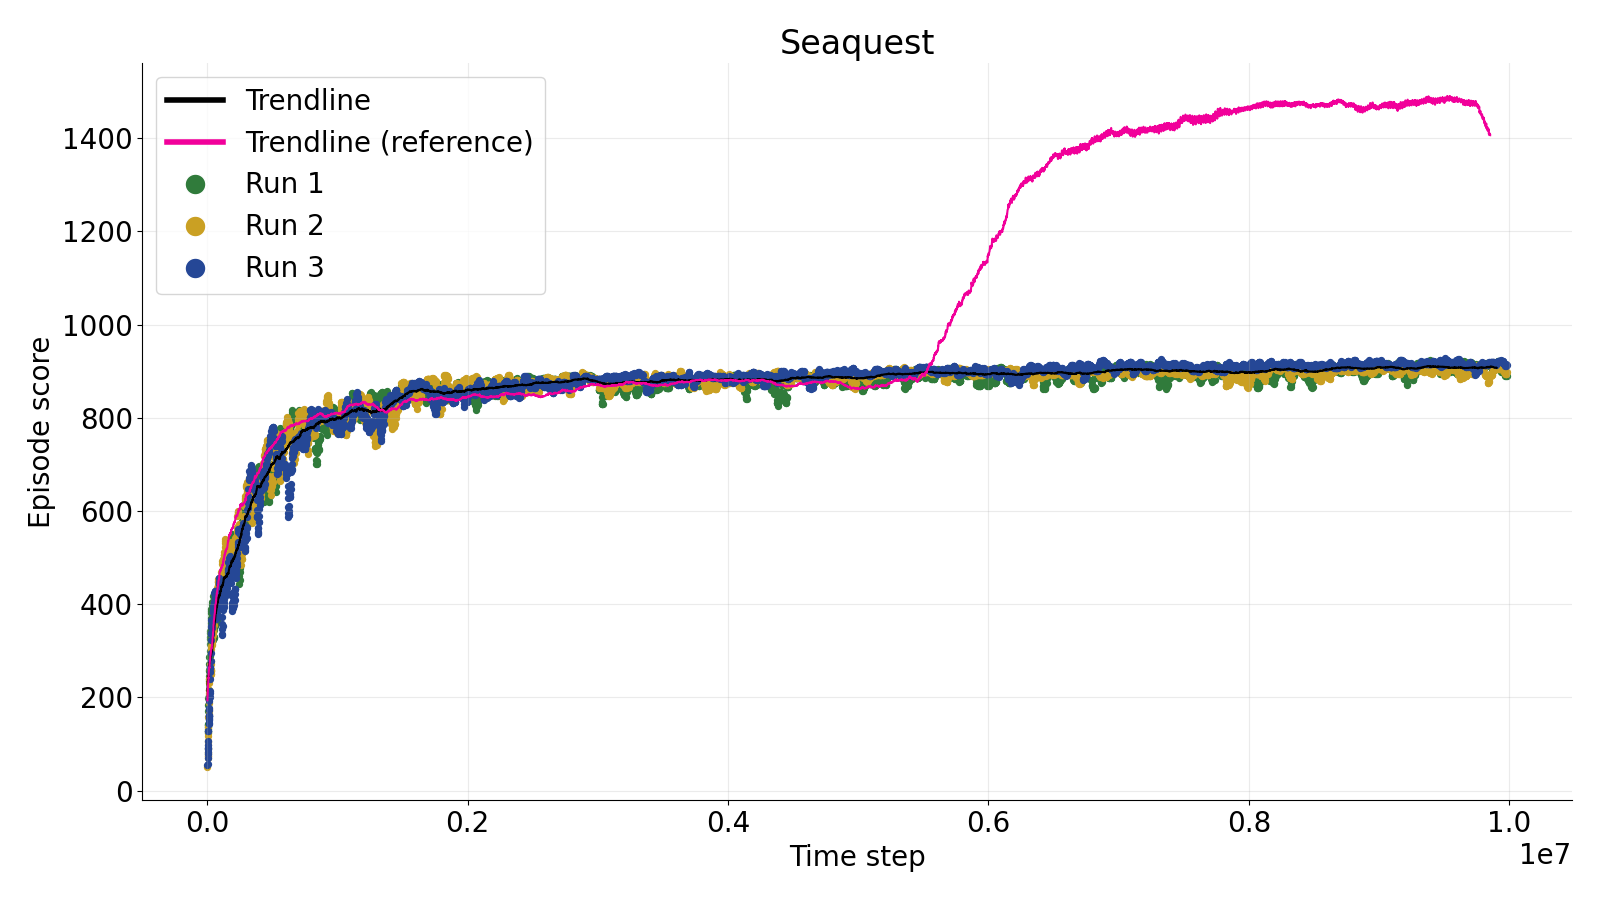 Seaquest
Trendline
Trendline (reference)
Run 1
Run 2
Run 3
Episode score
1400
1200
1000
800
600
400
200
0
0.0 0.2 0.4 0.6 0.8 1.0
1e7
Time step